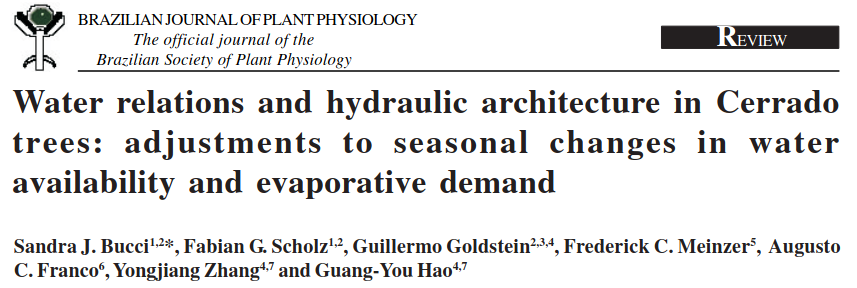 BRAZILIAN JOURNAL OF PLANT PHYSIOLOGY
The official journal of the
Brazilian Society of Plant Physiology
REVIEW
Water relations and hydraulic architecture in Cerrado
trees: adjustments to seasonal changes in water
availability and evaporative demand
Sandra J. Bucci1,2*, Fabian G. Scholz1,2, Guillermo Goldstein2,3,4, Frederick C. Meinzer5, Augusto
C. Franco6, Yongjiang Zhang4,7 and Guang-You Hao4,7